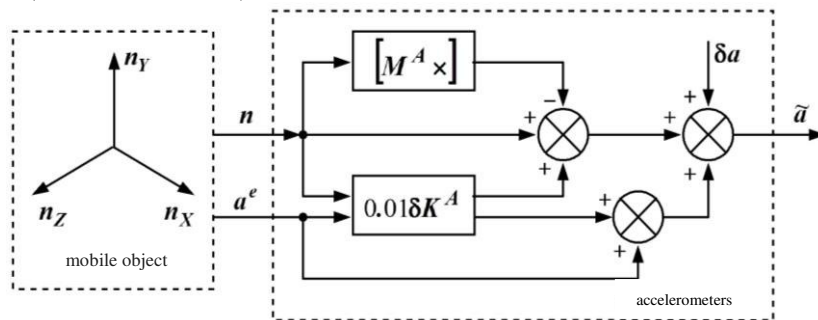 n_Y
n_Z
n_X
mobile object
n
a^e
[M^A ×]
0.01δK^A
−
+
+
+
+
δa
+
+
+
ã
accelerometers